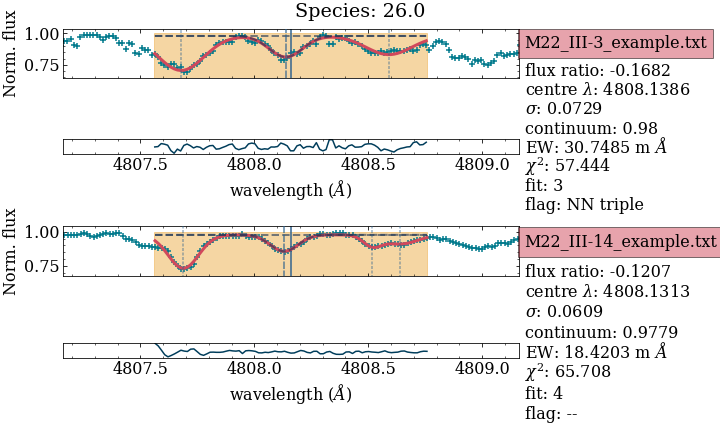 Species: 26.0
Norm. flux
1.00
0.75
4807.5 4808.0 4808.5 4809.0
wavelength (Å)
M22_III-3_example.txt
flux ratio: -0.1682
centre λ: 4808.1386
σ: 0.0729
continuum: 0.98
EW: 30.7485 m Å
χ²: 57.444
fit: 3
flag: NN triple
Norm. flux
1.00
0.75
4807.5 4808.0 4808.5 4809.0
wavelength (Å)
M22_III-14_example.txt
flux ratio: -0.1207
centre λ: 4808.1313
σ: 0.0609
continuum: 0.9779
EW: 18.4203 m Å
χ²: 65.708
fit: 4
flag: --